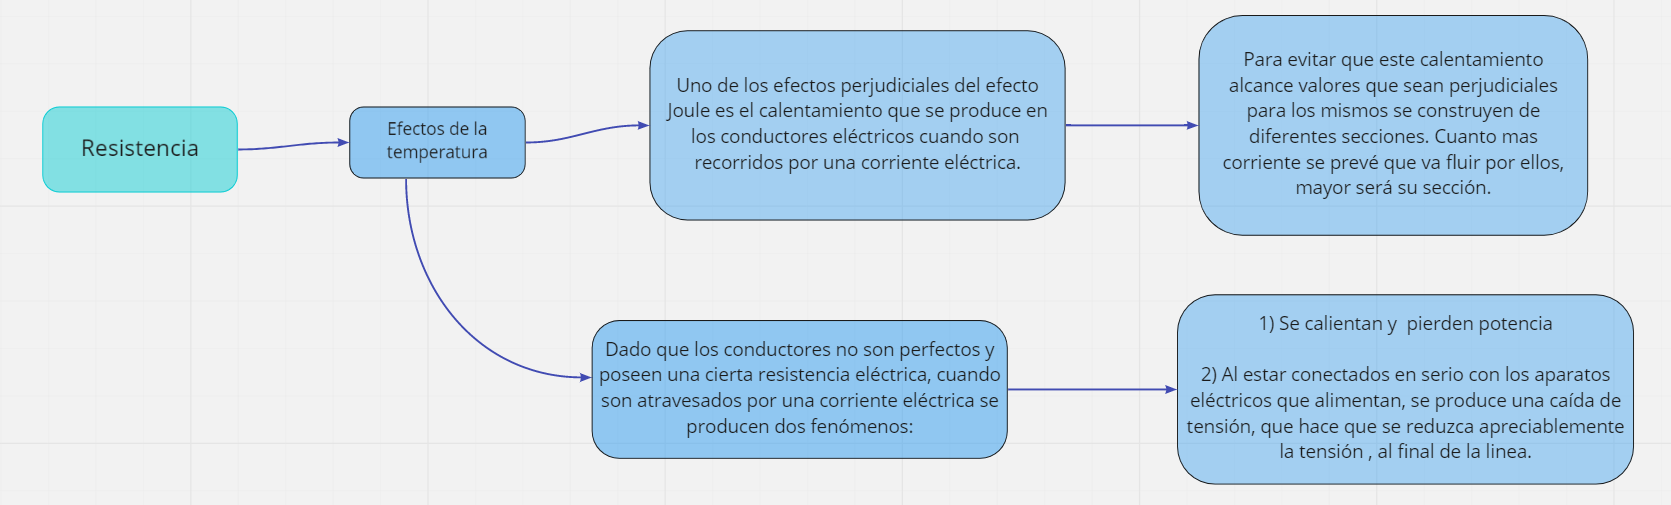 Resistencia
Efectos de la
temperatura
Uno de los efectos perjudiciales del efecto
Joule es el calentamiento que se produce en
los conductores eléctricos cuando son
recorridos por una corriente eléctrica.
Para evitar que este calentamiento
alcance valores que sean perjudiciales
para los mismos se construyen de
diferentes secciones. Cuanto mas
corriente se prevé que va fluir por ellos,
mayor será su sección.
Dado que los conductores no son perfectos y
poseen una cierta resistencia eléctrica, cuando
son atravesados por una corriente eléctrica se
producen dos fenómenos:
1) Se calientan y  pierden potencia
2) Al estar conectados en serio con los aparatos
eléctricos que alimentan, se produce una caída de
tensión, que hace que se reduzca apreciablemente
la tensión , al final de la linea.